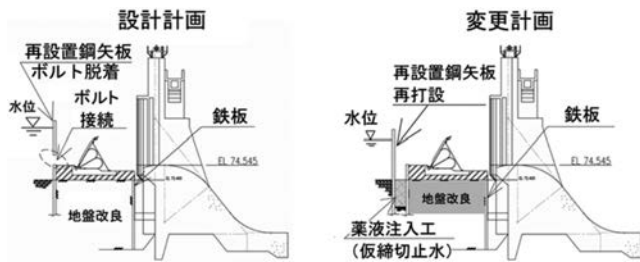 設計計画
再設置鋼矢板
ボルト脱着
水位
ボルト
接続
鉄板
EL 74.545
地盤改良
変更計画
再設置鋼矢板
再打設
水位
鉄板
EL 74.545
地盤改良
薬液注入工
(仮締切止水)